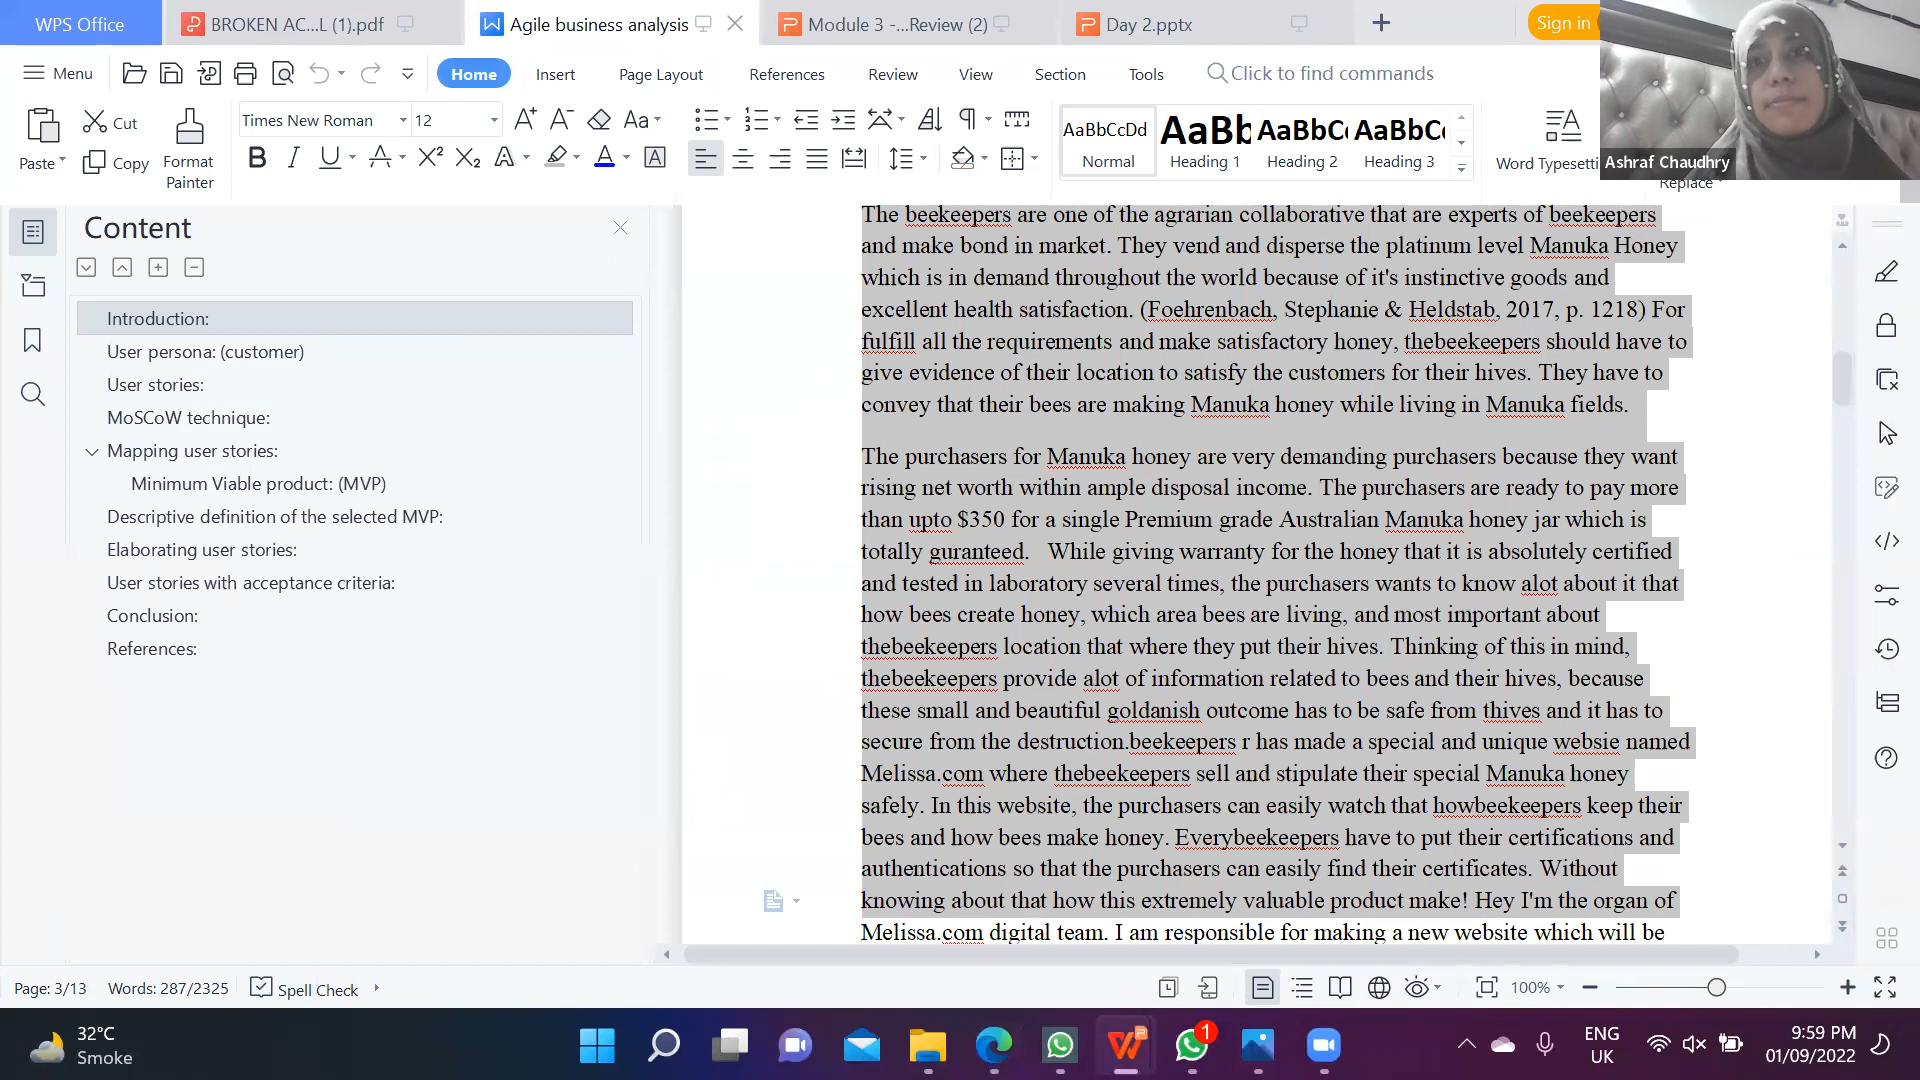 WPS Office
BROKEN AC...L (1).pdf
Agile business analysis
Module 3 -...Review (2)
Day 2.pptx
Sign in
Menu
Home
Insert
Page Layout
References
Review
View
Section
Tools
Click to find commands
Paste
Cut
Copy
Format
Painter
Times New Roman
12
AaBbCcDd
Normal
AaBb
Heading 1
AaBbC
Heading 2
AaBbC
Heading 3
Word Typesetti
Replace
Ashraf Chaudhry
Content
Introduction:
User persona: (customer)
User stories:
MoSCoW technique:
Mapping user stories:
Minimum Viable product: (MVP)
Descriptive definition of the selected MVP:
Elaborating user stories:
User stories with acceptance criteria:
Conclusion:
References:
The beekeepers are one of the agrarian collaborative that are experts of beekeepers
and make bond in market. They vend and disperse the platinum level Manuka Honey
which is in demand throughout the world because of it's instinctive goods and
excellent health satisfaction. (Foehrenbach, Stephanie & Heldstab, 2017, p. 1218) For
fulfill all the requirements and make satisfactory honey, thebeekeepers should have to
give evidence of their location to satisfy the customers for their hives. They have to
convey that their bees are making Manuka honey while living in Manuka fields.
The purchasers for Manuka honey are very demanding purchasers because they want
rising net worth within ample disposal income. The purchasers are ready to pay more
than upto $350 for a single Premium grade Australian Manuka honey jar which is
totally guranteed. While giving warranty for the honey that it is absolutely certified
and tested in laboratory several times, the purchasers wants to know alot about it that
how bees create honey, which area bees are living, and most important about
thebeekeepers location that where they put their hives. Thinking of this in mind,
thebeekeepers provide alot of information related to bees and their hives, because
these small and beautiful goldanish outcome has to be safe from thives and it has to
secure from the destruction.beekeepers r has made a special and unique websie named
Melissa.com where thebeekeepers sell and stipulate their special Manuka honey
safely. In this website, the purchasers can easily watch that howbeekeepers keep their
bees and how bees make honey. Everybeekeepers have to put their certifications and
authentications so that the purchasers can easily find their certificates. Without
knowing about that how this extremely valuable product make! Hey I'm the organ of
Melissa.com digital team. I am responsible for making a new website which will be
Page: 3/13
Words: 287/2325
Spell Check
100%
32°C
Smoke
1
ENG
UK
9:59 PM
01/09/2022